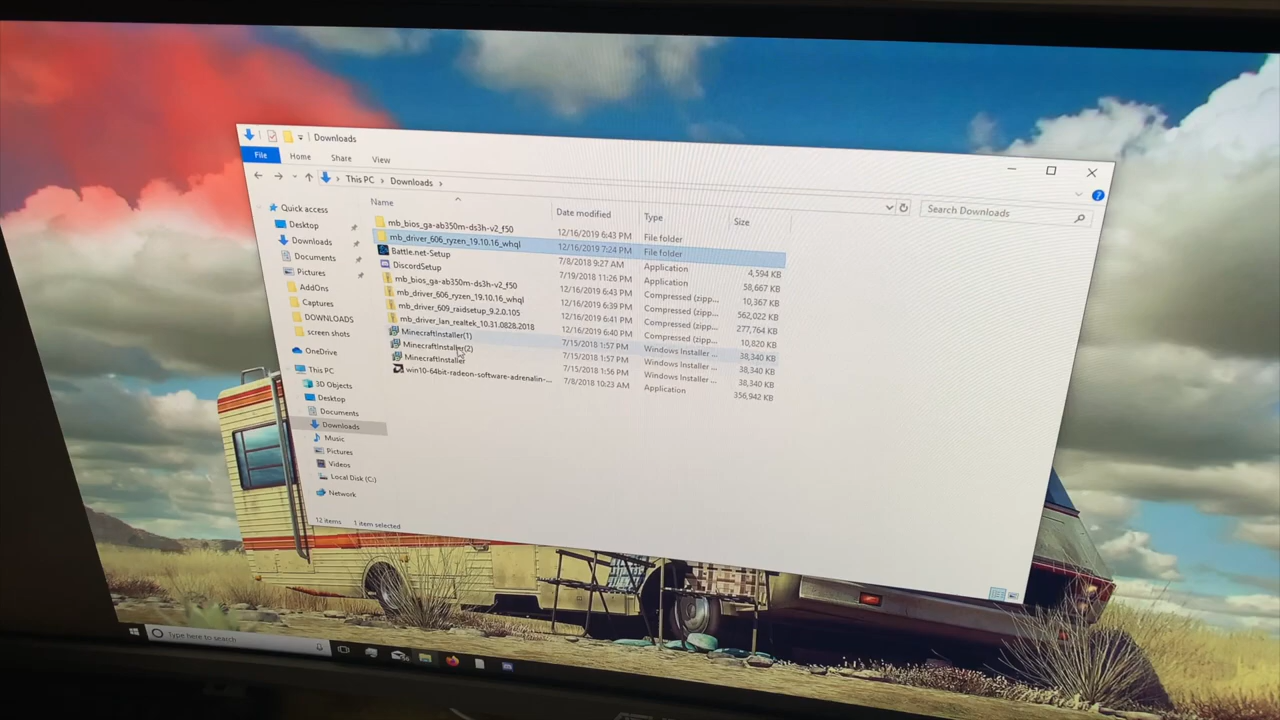 Downloads
File Home Share View
This PC Downloads
Search Downloads
Name Date modified Type Size
mb_bios_ga-ab350m-ds3h-v2_f50 12/16/2019 6:43 PM File folder
mb_driver_606_ryzen_19.10.16_whql 12/16/2019 7:24 PM File folder
Battle.net-Setup 7/8/2018 9:27 AM Application 4,594 KB
DiscordSetup 7/19/2018 11:26 PM Application 58,667 KB
mb_bios_ga-ab350m-ds3h-v2_f50 12/16/2019 6:43 PM Compressed (zipp... 10,367 KB
mb_driver_606_ryzen_19.10.16_whql 12/16/2019 6:39 PM Compressed (zipp... 562,022 KB
mb_driver_609_raidsetup_9.2.0.105 12/16/2019 6:41 PM Compressed (zipp... 277,764 KB
mb_driver_lan_realtek_10.31.0828.2018 12/16/2019 6:40 PM Compressed (zipp... 10,820 KB
MinecraftInstaller(1) 7/15/2018 1:57 PM Windows Installer ... 38,340 KB
MinecraftInstaller(2) 7/15/2018 1:57 PM Windows Installer ... 38,340 KB
MinecraftInstaller 7/15/2018 1:56 PM Windows Installer ... 38,340 KB
win10-64bit-radeon-software-adrenalin-... 7/8/2018 10:23 AM Application 356,942 KB
Quick access
Desktop
Downloads
Documents
Pictures
AddOns
Captures
DOWNLOADS
screen shots
OneDrive
This PC
3D Objects
Desktop
Documents
Downloads
Music
Pictures
Videos
Local Disk (C:)
Network
12 items 1 item selected
Type here to search